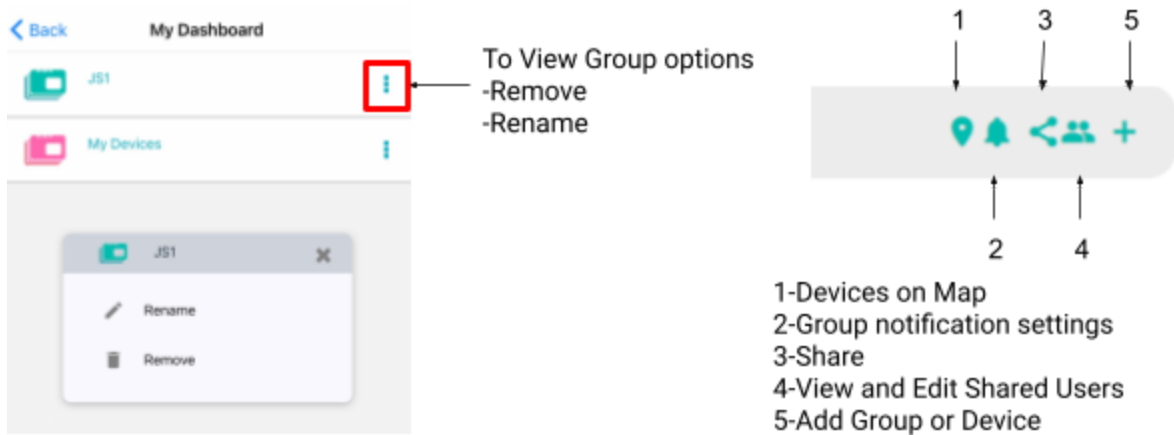 Back My Dashboard
JS1
My Devices
JS1
Rename
Remove
To View Group options
-Remove
-Rename
1 3 5
2 4
1-Devices on Map
2-Group notification settings
3-Share
4-View and Edit Shared Users
5-Add Group or Device